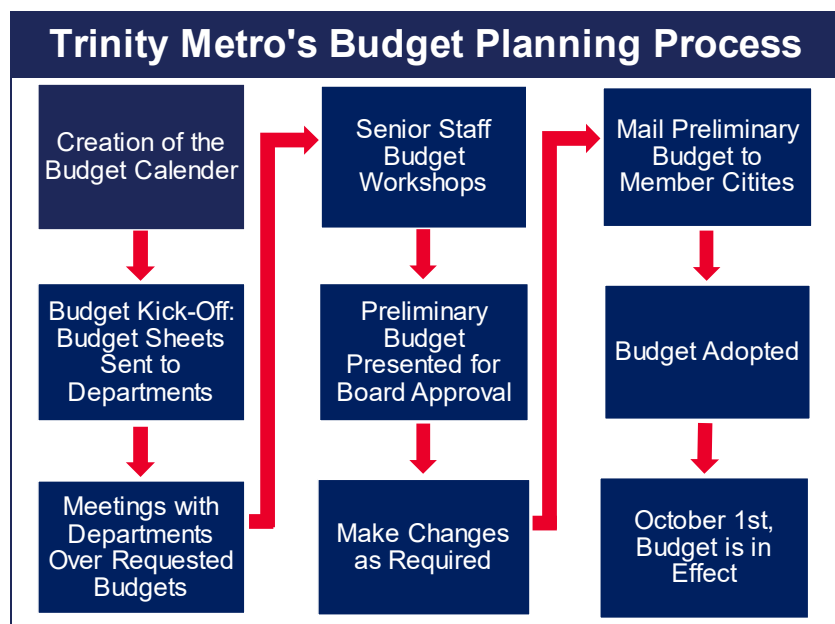 Trinity Metro's Budget Planning Process
Creation of the
Budget Calender
Budget Kick-Off:
Budget Sheets
Sent to
Departments
Meetings with
Departments
Over Requested
Budgets
Senior Staff
Budget
Workshops
Preliminary
Budget
Presented for
Board Approval
Make Changes
as Required
Mail Preliminary
Budget to
Member Citites
Budget Adopted
October 1st,
Budget is in
Effect